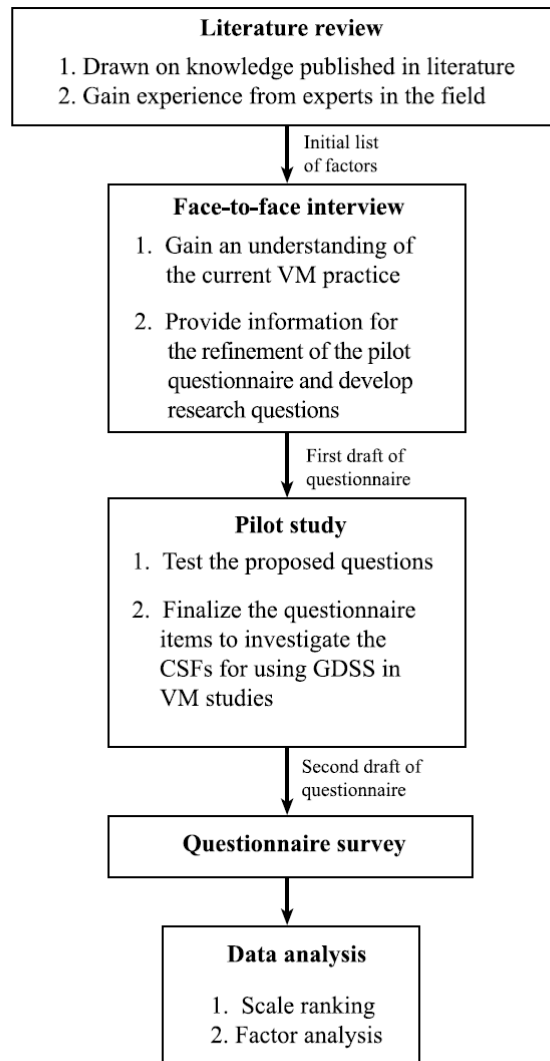 Literature review
1. Drawn on knowledge published in literature
2. Gain experience from experts in the field
Initial list
of factors
Face-to-face interview
1. Gain an understanding of
the current VM practice
2. Provide information for
the refinement of the pilot
questionnaire and develop
research questions
First draft of
questionnaire
Pilot study
1. Test the proposed questions
2. Finalize the questionnaire
items to investigate the
CSFs for using GDSS in
VM studies
Second draft of
questionnaire
Questionnaire survey
Data analysis
1. Scale ranking
2. Factor analysis